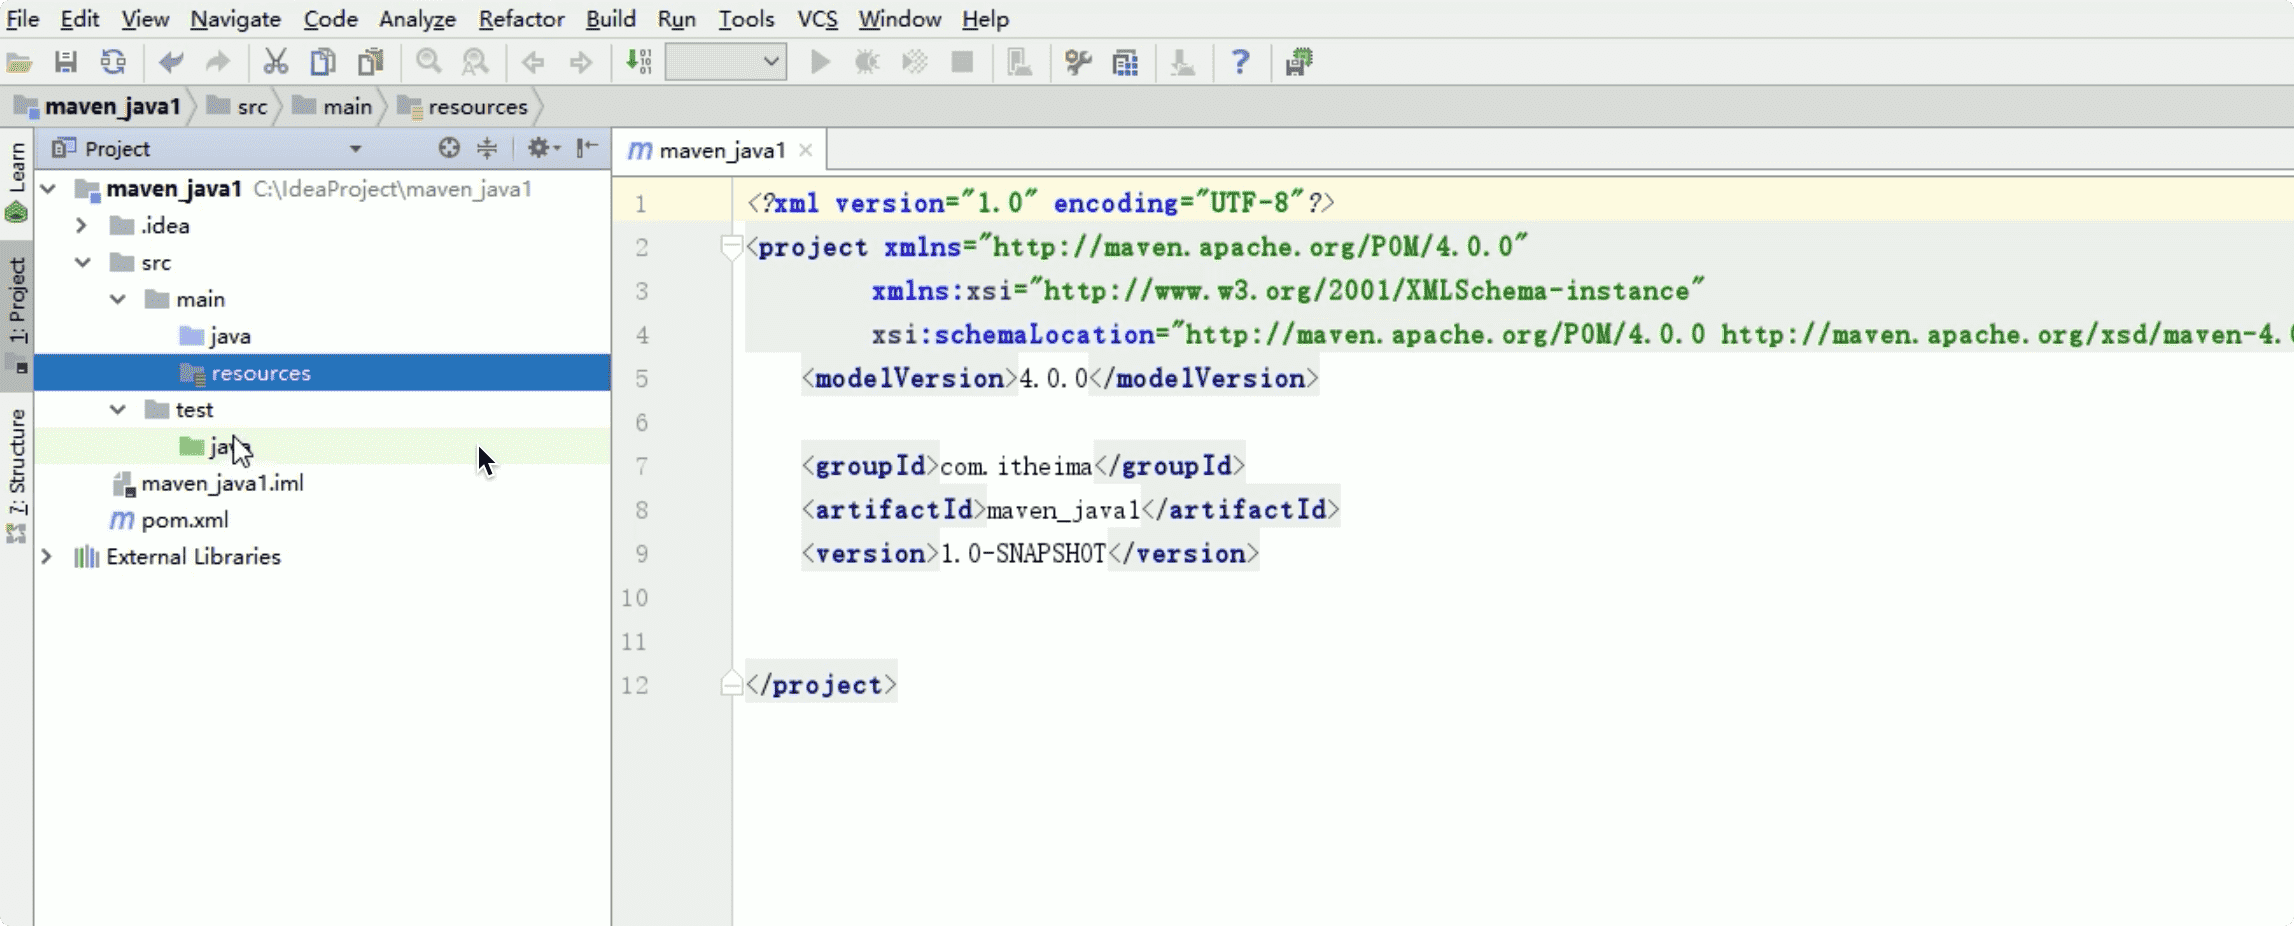 File Edit View Navigate Code Analyze Refactor Build Run Tools VCS Window Help
maven_java1 src main resources
Project
maven_java1
Learn
1: Project
7: Structure
maven_java1 C:\IdeaProject\maven_java1
.idea
src
main
java
resources
test
java
maven_java1.iml
pom.xml
External Libraries
1 <?xml version="1.0" encoding="UTF-8"?>
2 <project xmlns="http://maven.apache.org/POM/4.0.0"
3 xmlns:xsi="http://www.w3.org/2001/XMLSchema-instance"
4 xsi:schemaLocation="http://maven.apache.org/POM/4.0.0 http://maven.apache.org/xsd/maven-4.
5 <modelVersion>4.0.0</modelVersion>
6
7 <groupId>com.itheima</groupId>
8 <artifactId>maven_java1</artifactId>
9 <version>1.0-SNAPSHOT</version>
10
11
12 </project>